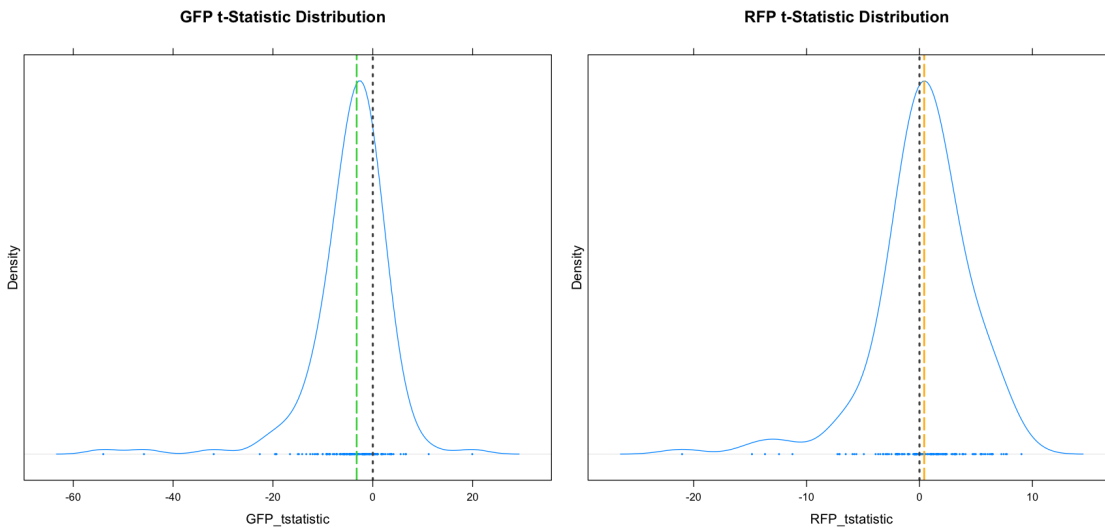 GFP t-Statistic Distribution
Density
-60
-40
-20
0
20
GFP_tstatistic
RFP t-Statistic Distribution
Density
-20
-10
0
10
RFP_tstatistic